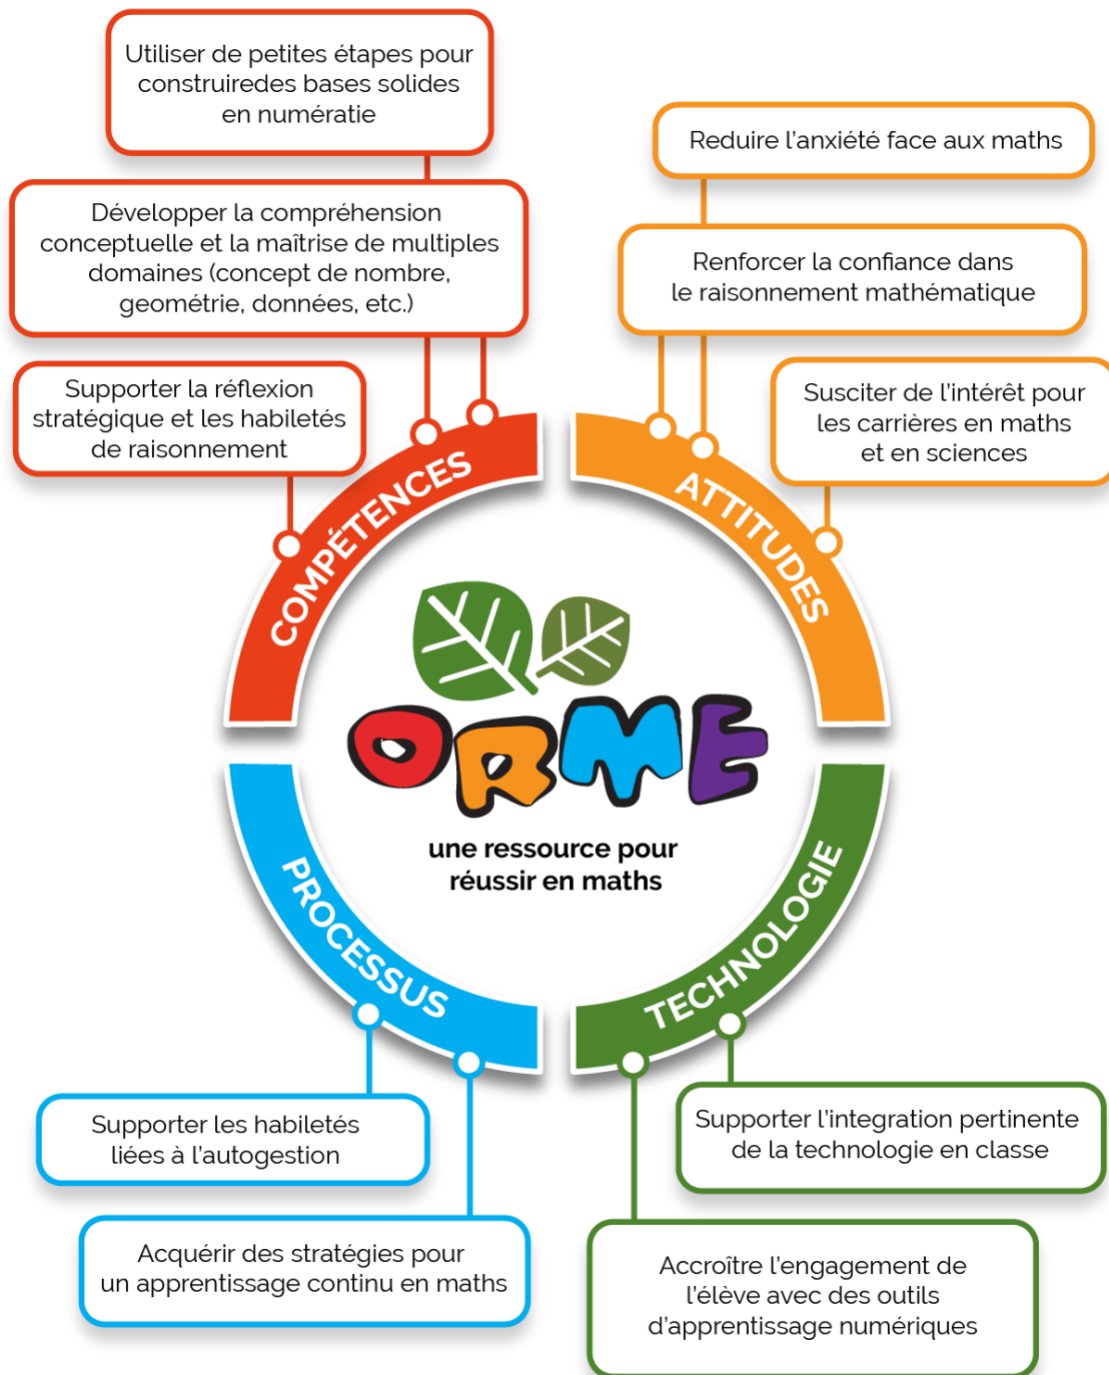 Utiliser de petites étapes pour
construiredes bases solides
en numératie
Développer la compréhension
conceptuelle et la maîtrise de multiples
domaines (concept de nombre,
geométrie, données, etc.)
Supporter la réflexion
stratégique et les habiletés
de raisonnement
COMPÉTENCES
Reduire l'anxiété face aux maths
Renforcer la confiance dans
le raisonnement mathématique
Susciter de l'intérêt pour
les carrières en maths
et en sciences
ATTITUDES
ORME
une ressource pour
réussir en maths
PROCESSUS
Supporter les habiletés
liées à l'autogestion
Acquérir des stratégies pour
un apprentissage continu en maths
TECHNOLOGIE
Supporter l'integration pertinente
de la technologie en classe
Accroître l'engagement de
l'élève avec des outils
d'apprentissage numériques